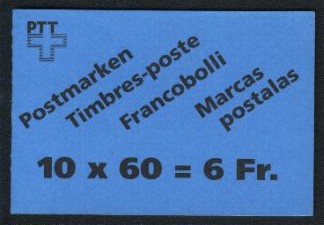 PTT
Postmarken
Timbres-poste
Francobolli
Marcas
postalas
10 x 60 = 6 Fr.